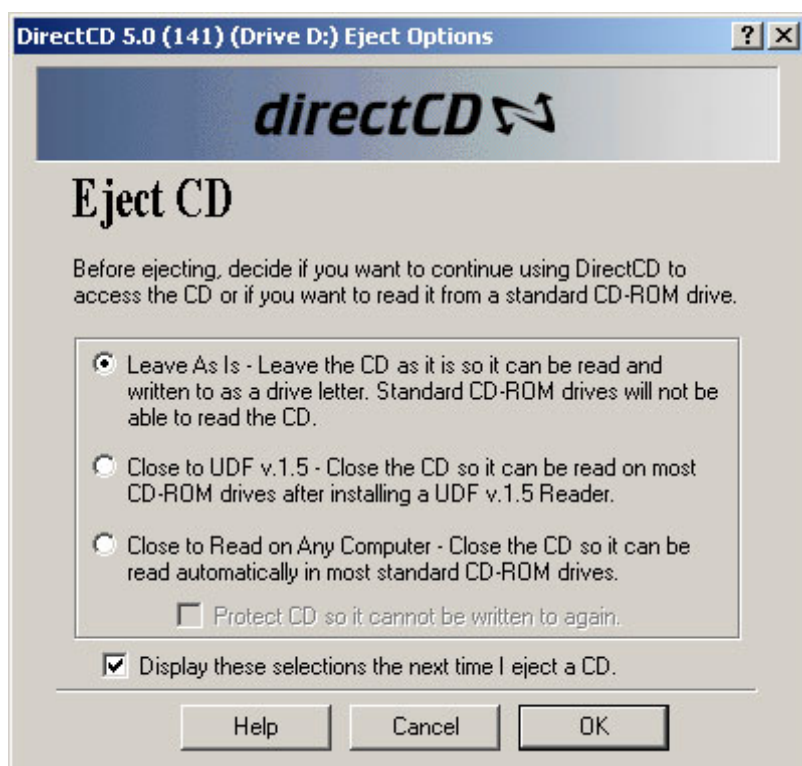 DirectCD 5.0 (141) (Drive D:) Eject Options
directCD
Eject CD
Before ejecting, decide if you want to continue using DirectCD to
access the CD or if you want to read it from a standard CD-ROM drive.
Leave As Is - Leave the CD as it is so it can be read and
written to as a drive letter. Standard CD-ROM drives will not be
able to read the CD.
Close to UDF v.1.5 - Close the CD so it can be read on most
CD-ROM drives after installing a UDF v.1.5 Reader.
Close to Read on Any Computer - Close the CD so it can be
read automatically in most standard CD-ROM drives.
Protect CD so it cannot be written to again.
Display these selections the next time I eject a CD.
Help Cancel OK